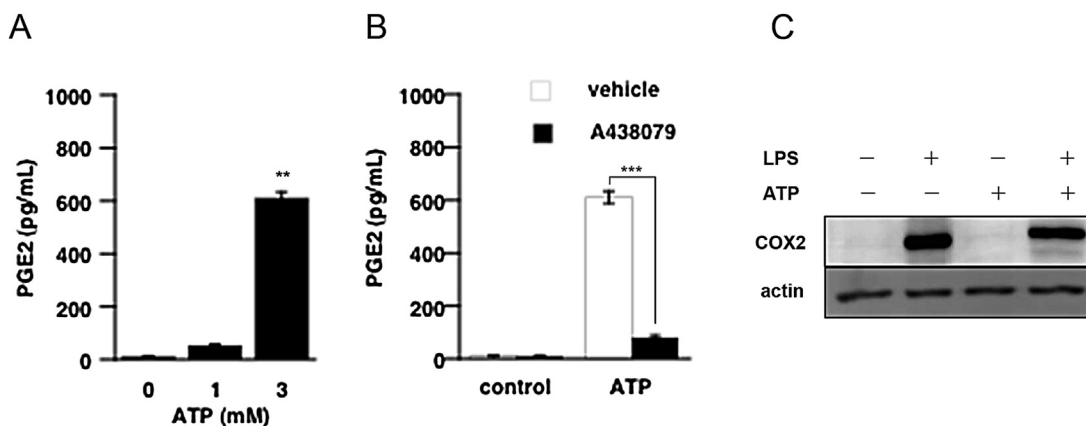 A
B
C
1000
800
600
400
200
0
PGE2 (pg/mL)
**
0 1 3
ATP (mM)
1000
800
600
400
200
0
PGE2 (pg/mL)
vehicle
A438079
***
control ATP
LPS − + − +
ATP − − + +
COX2
actin